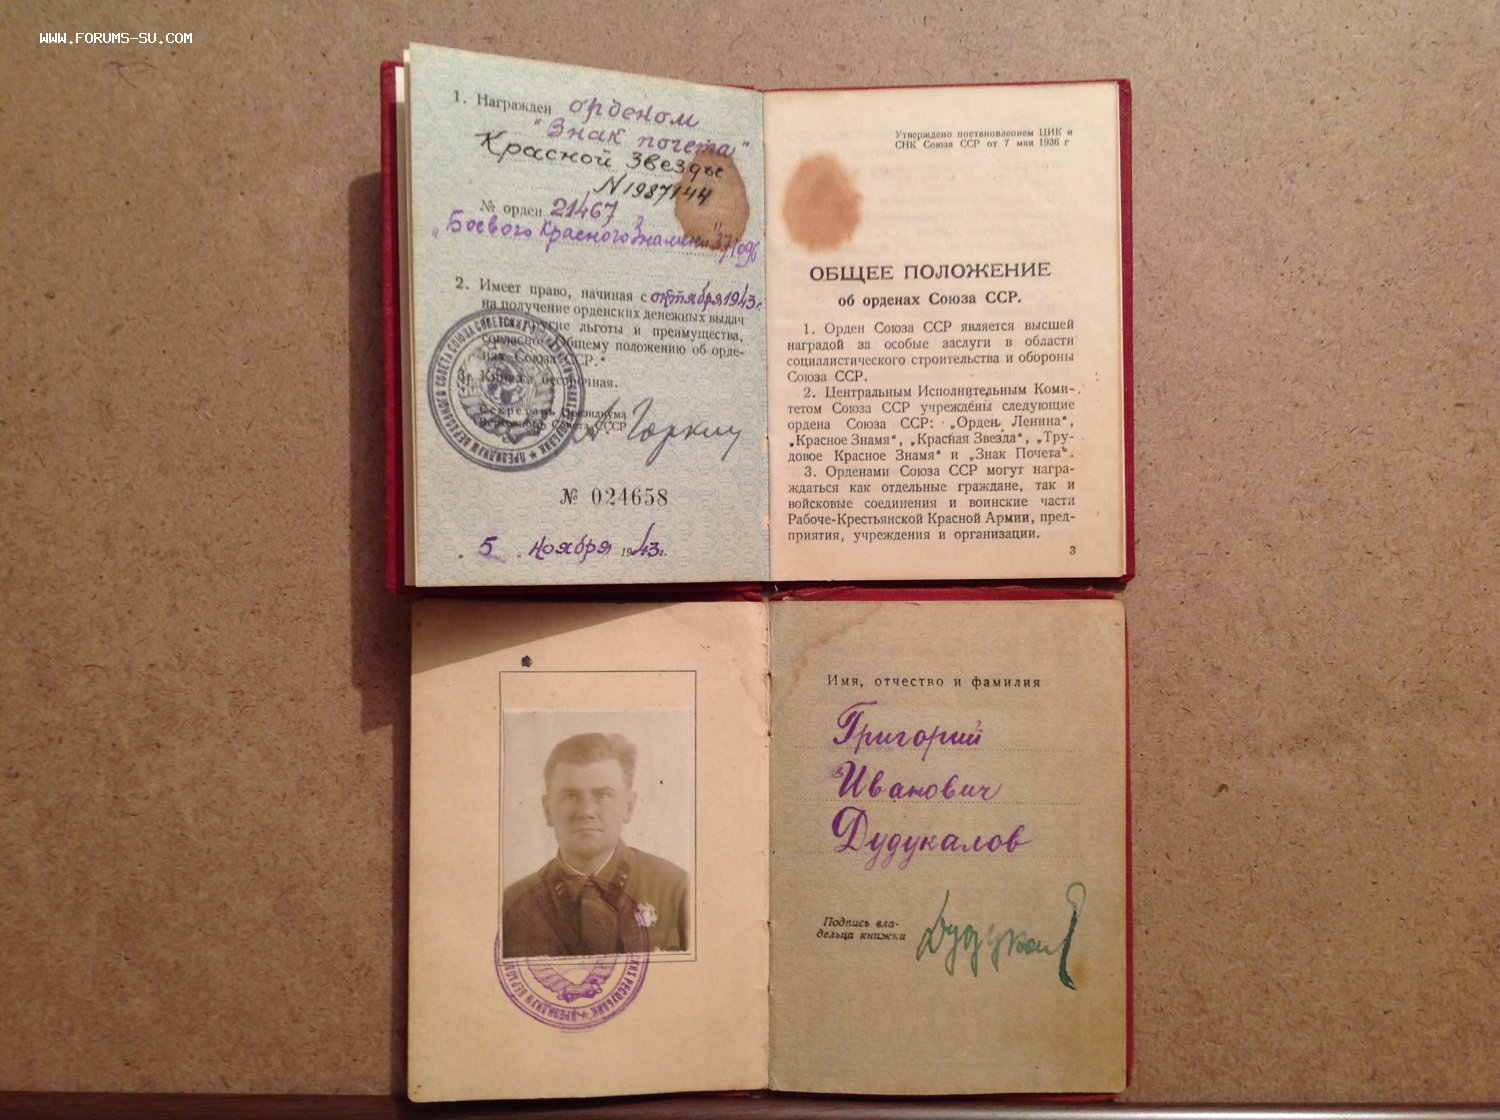 WWW.FORUMS-SU.COM
1. Награжден орденом
"Знак почета"
Красной Звезды
N1987144
№ орден 21467
"Боевого Красного Знамени"
2. Имеет право, начиная с октября 1943г.
на получение орденских денежных выдач
другие льготы и преимущества,
согласно "Общему положению об орде-
нах Союза ССР."
Книжка бессрочная.
Секретарь Президиума
Верховного Совета СССР
А. Горкин
№ 024658
5 ноября 1943г.
Утверждено постановлением ЦИК и
СНК Союза ССР от 7 мая 1936 г
ОБЩЕЕ ПОЛОЖЕНИЕ
об орденах Союза ССР.
1. Орден Союза ССР является высшей
наградой за особые заслуги в области
социалистического строительства и обороны
Союза ССР.
2. Центральным Исполнительным Коми-
тетом Союза ССР учреждены следующие
ордена Союза ССР: „Орден Ленина“,
„Красное Знамя“, „Красная Звезда“, „Тру-
довое Красное Знамя“ и „Знак Почета“.
3. Орденами Союза ССР могут награ-
ждаться как отдельные граждане, так и
войсковые соединения и воинские части
Рабоче-Крестьянской Красной Армии, пред-
приятия, учреждения и организации.
3
Имя, отчество и фамилия
Григорий
Иванович
Дудукалов
Подпись вла-
дельца книжки
Дудукал